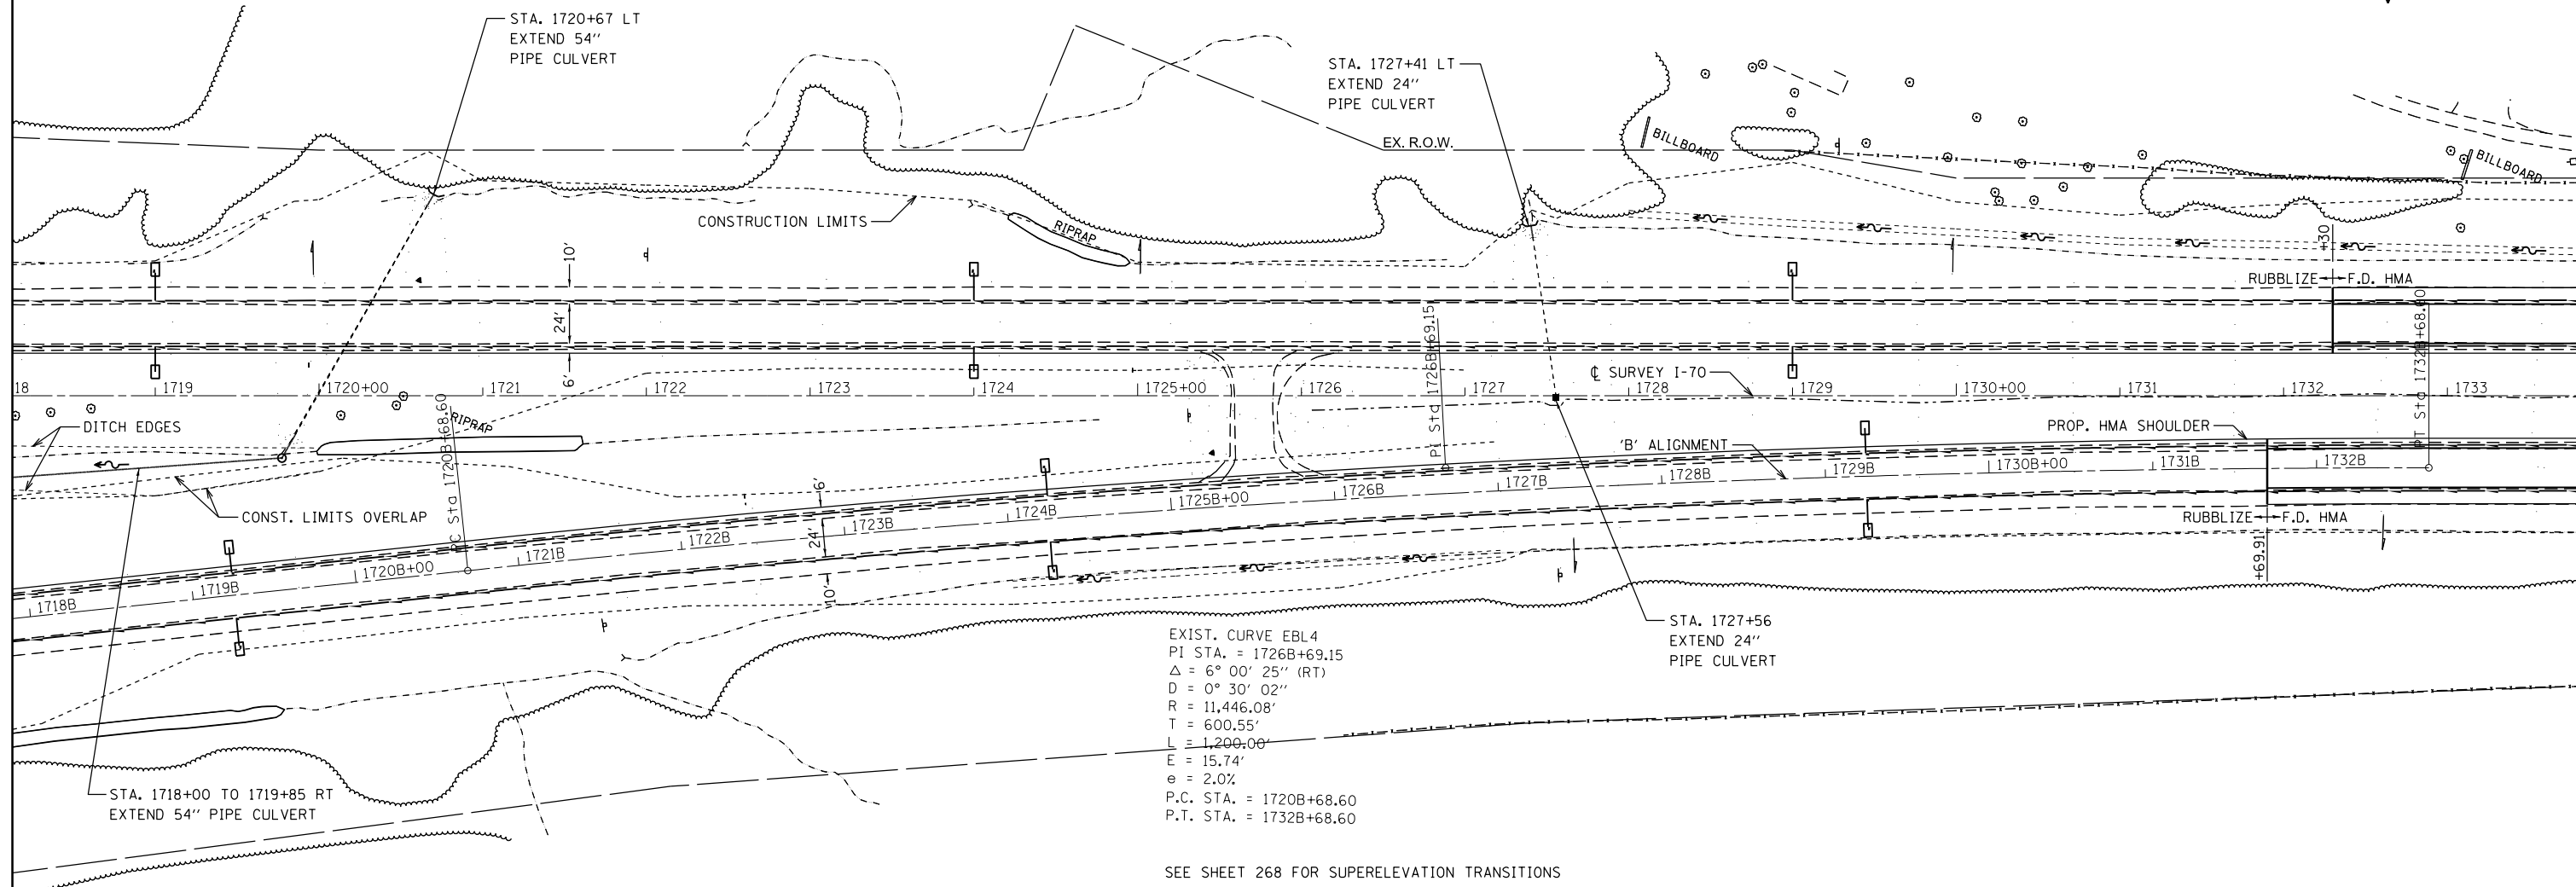 STA. 1720+67 LT
EXTEND 54''
PIPE CULVERT
STA. 1727+41 LT
EXTEND 24''
PIPE CULVERT
EX. R.O.W.
BILLBOARD
BILLBOARD
CONSTRUCTION LIMITS
RIPRAP
10'
24'
6'
+30
RUBBLIZE
F.D. HMA
PI Sta 1726B+69.15
PT Sta 1732B+68.60
18
1719
1720+00
1721
1722
1723
1724
1725+00
1726
1727
1728
1729
1730+00
1731
1732
1733
℄ SURVEY I-70
RIPRAP
DITCH EDGES
PC Sta 1720B+68.60
PROP. HMA SHOULDER
'B' ALIGNMENT
CONST. LIMITS OVERLAP
6'
24'
10'
1718B
1719B
1720B+00
1721B
1722B
1723B
1724B
1725B+00
1726B
1727B
1728B
1729B
1730B+00
1731B
1732B
RUBBLIZE
F.D. HMA
+69.91
STA. 1727+56
EXTEND 24''
PIPE CULVERT
EXIST. CURVE EBL4
PI STA. = 1726B+69.15
Δ = 6° 00' 25'' (RT)
D = 0° 30' 02''
R = 11,446.08'
T = 600.55'
L = 1,200.00'
E = 15.74'
e = 2.0%
P.C. STA. = 1720B+68.60
P.T. STA. = 1732B+68.60
STA. 1718+00 TO 1719+85 RT
EXTEND 54'' PIPE CULVERT
SEE SHEET 268 FOR SUPERELEVATION TRANSITIONS